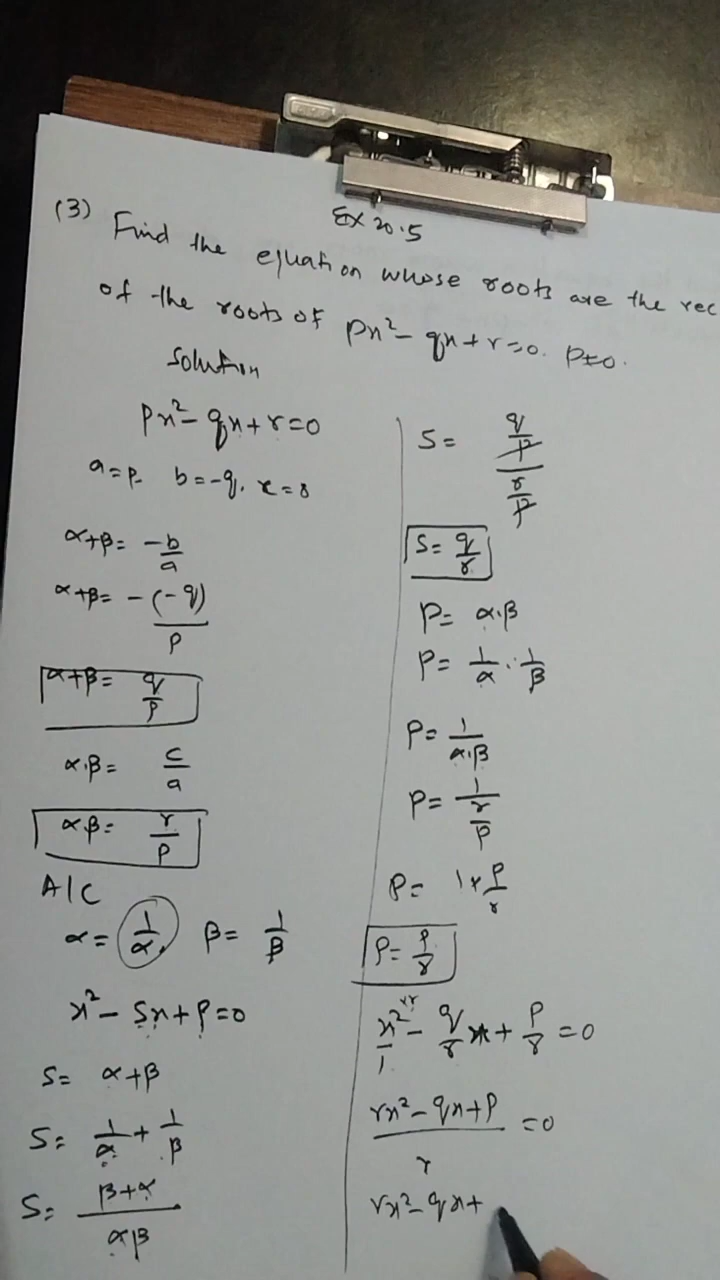 Ex 20.5
(3) Find the equation whose roots are the rec
of the roots of px² - qx + r = 0. p≠0.
Solution
px² - qx + r = 0
a = p. b = -q, c = r
α+β = -b/a
α+β = -(-q)/p
α+β = q/p
α.β = c/a
α.β = r/p
A/C
α = 1/α, β = 1/β
x² - Sx + P = 0
S = α+β
S = 1/α + 1/β
S = β+α/αβ
S = q/p / r/p
S = q/r
P = α.β
P = 1/α . 1/β
P = 1/α.β
P = 1/r/p
P = 1 × p/r
P = p/r
x²/1 - q/r x + p/r = 0
rx² - qx + p / r = 0
rx² - qx +